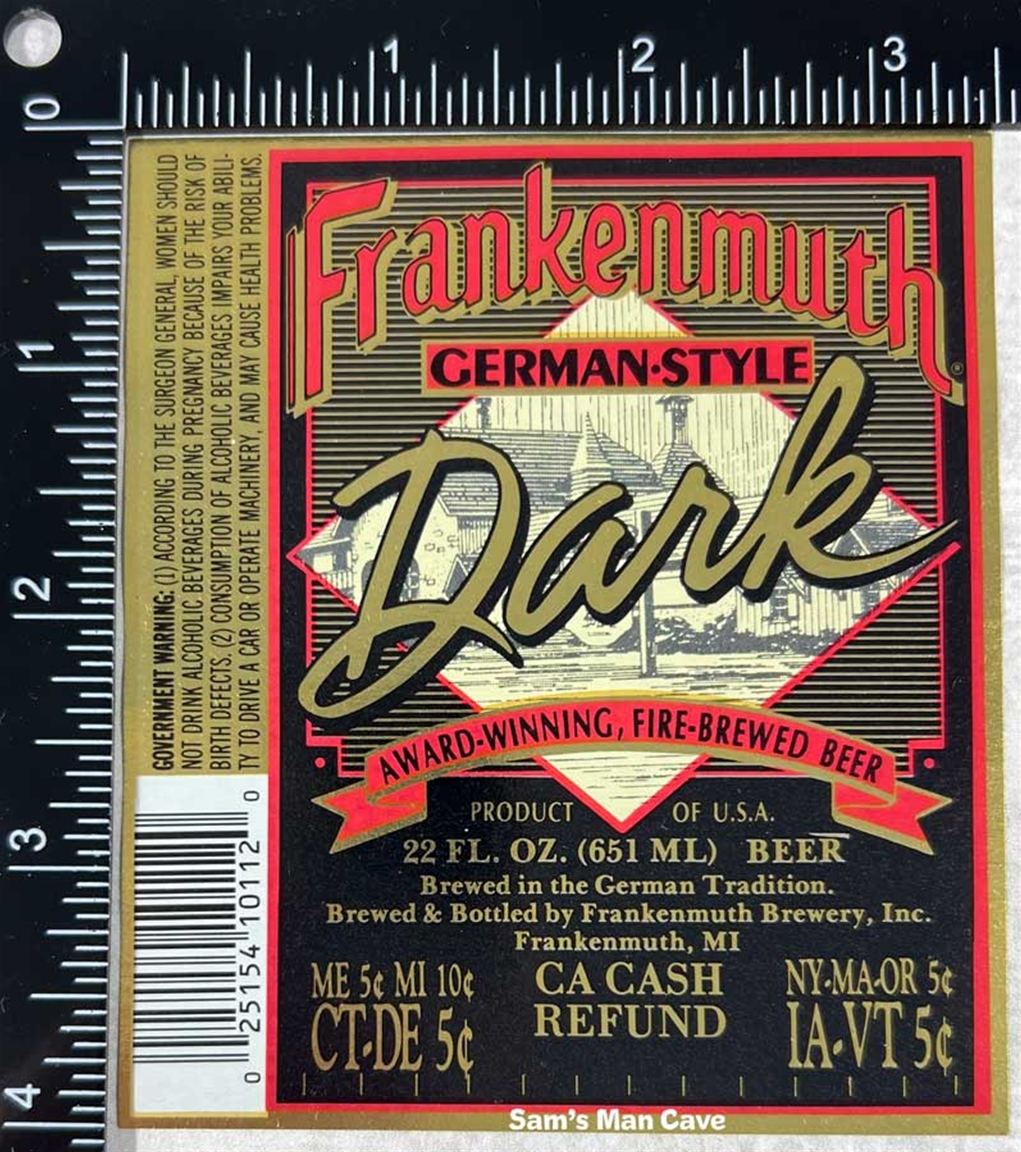 1 2 3
0
1
2
3
4
GOVERNMENT WARNING: (1) ACCORDING TO THE SURGEON GENERAL, WOMEN SHOULD
NOT DRINK ALCOHOLIC BEVERAGES DURING PREGNANCY BECAUSE OF THE RISK OF
BIRTH DEFECTS. (2) CONSUMPTION OF ALCOHOLIC BEVERAGES IMPAIRS YOUR ABILI-
TY TO DRIVE A CAR OR OPERATE MACHINERY, AND MAY CAUSE HEALTH PROBLEMS.
0 25154 10112 0
Frankenmuth®
GERMAN·STYLE
Dark
AWARD-WINNING, FIRE-BREWED BEER
PRODUCT OF U.S.A.
22 FL. OZ. (651 ML) BEER
Brewed in the German Tradition.
Brewed & Bottled by Frankenmuth Brewery, Inc.
Frankenmuth, MI
ME 5¢ MI 10¢
CT-DE 5¢
CA CASH
REFUND
NY-MA-OR 5¢
IA-VT 5¢
Sam's Man Cave